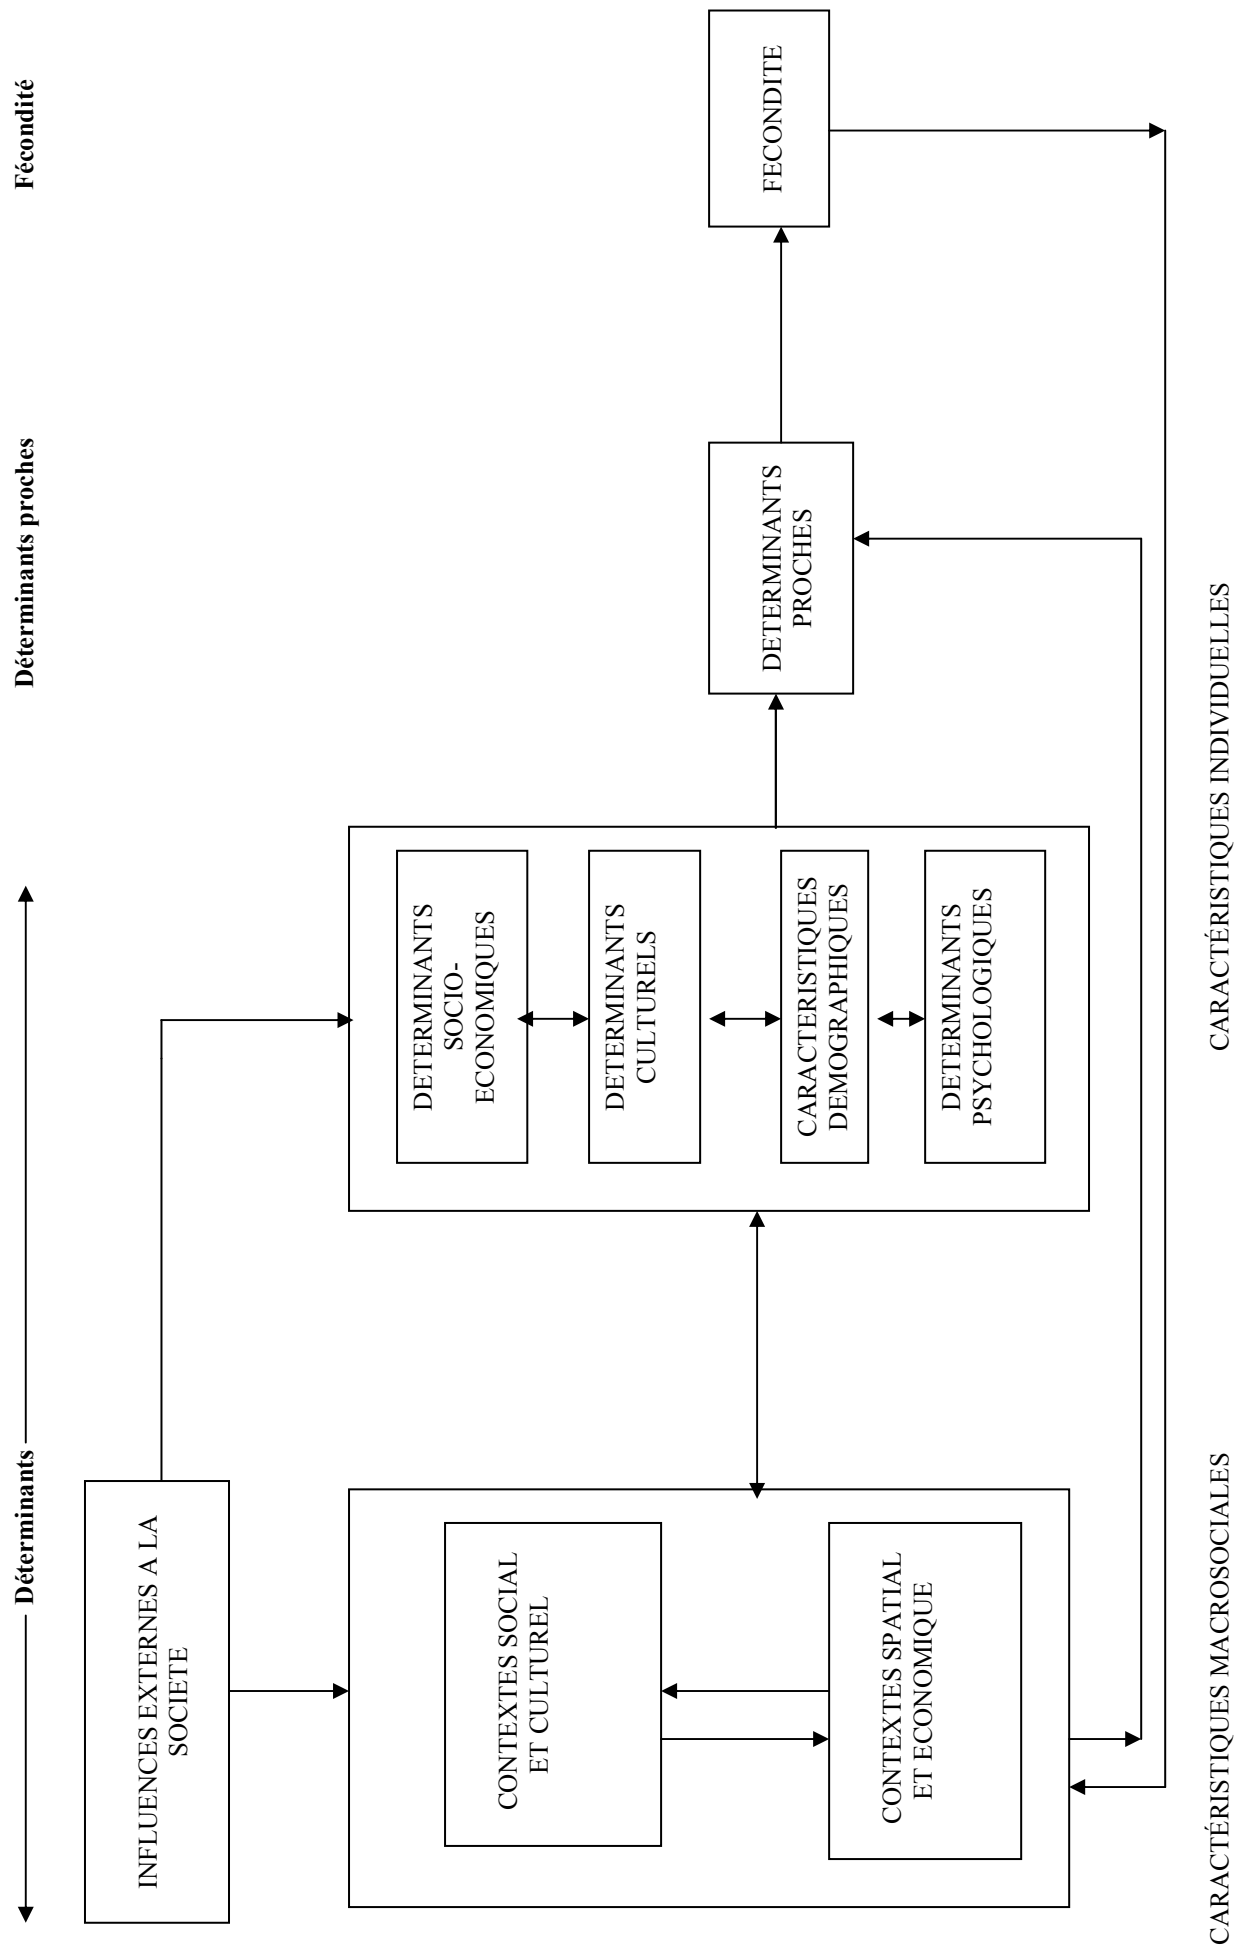 Déterminants
Déterminants proches
Fécondité
INFLUENCES EXTERNES A LA
SOCIETE
CONTEXTES SOCIAL
ET CULTUREL
CONTEXTES SPATIAL
ET ECONOMIQUE
DETERMINANTS
SOCIO-
ECONOMIQUES
DETERMINANTS
CULTURELS
CARACTERISTIQUES
DEMOGRAPHIQUES
DETERMINANTS
PSYCHOLOGIQUES
DETERMINANTS
PROCHES
FECONDITE
CARACTÉRISTIQUES MACROSOCIALES
CARACTÉRISTIQUES INDIVIDUELLES